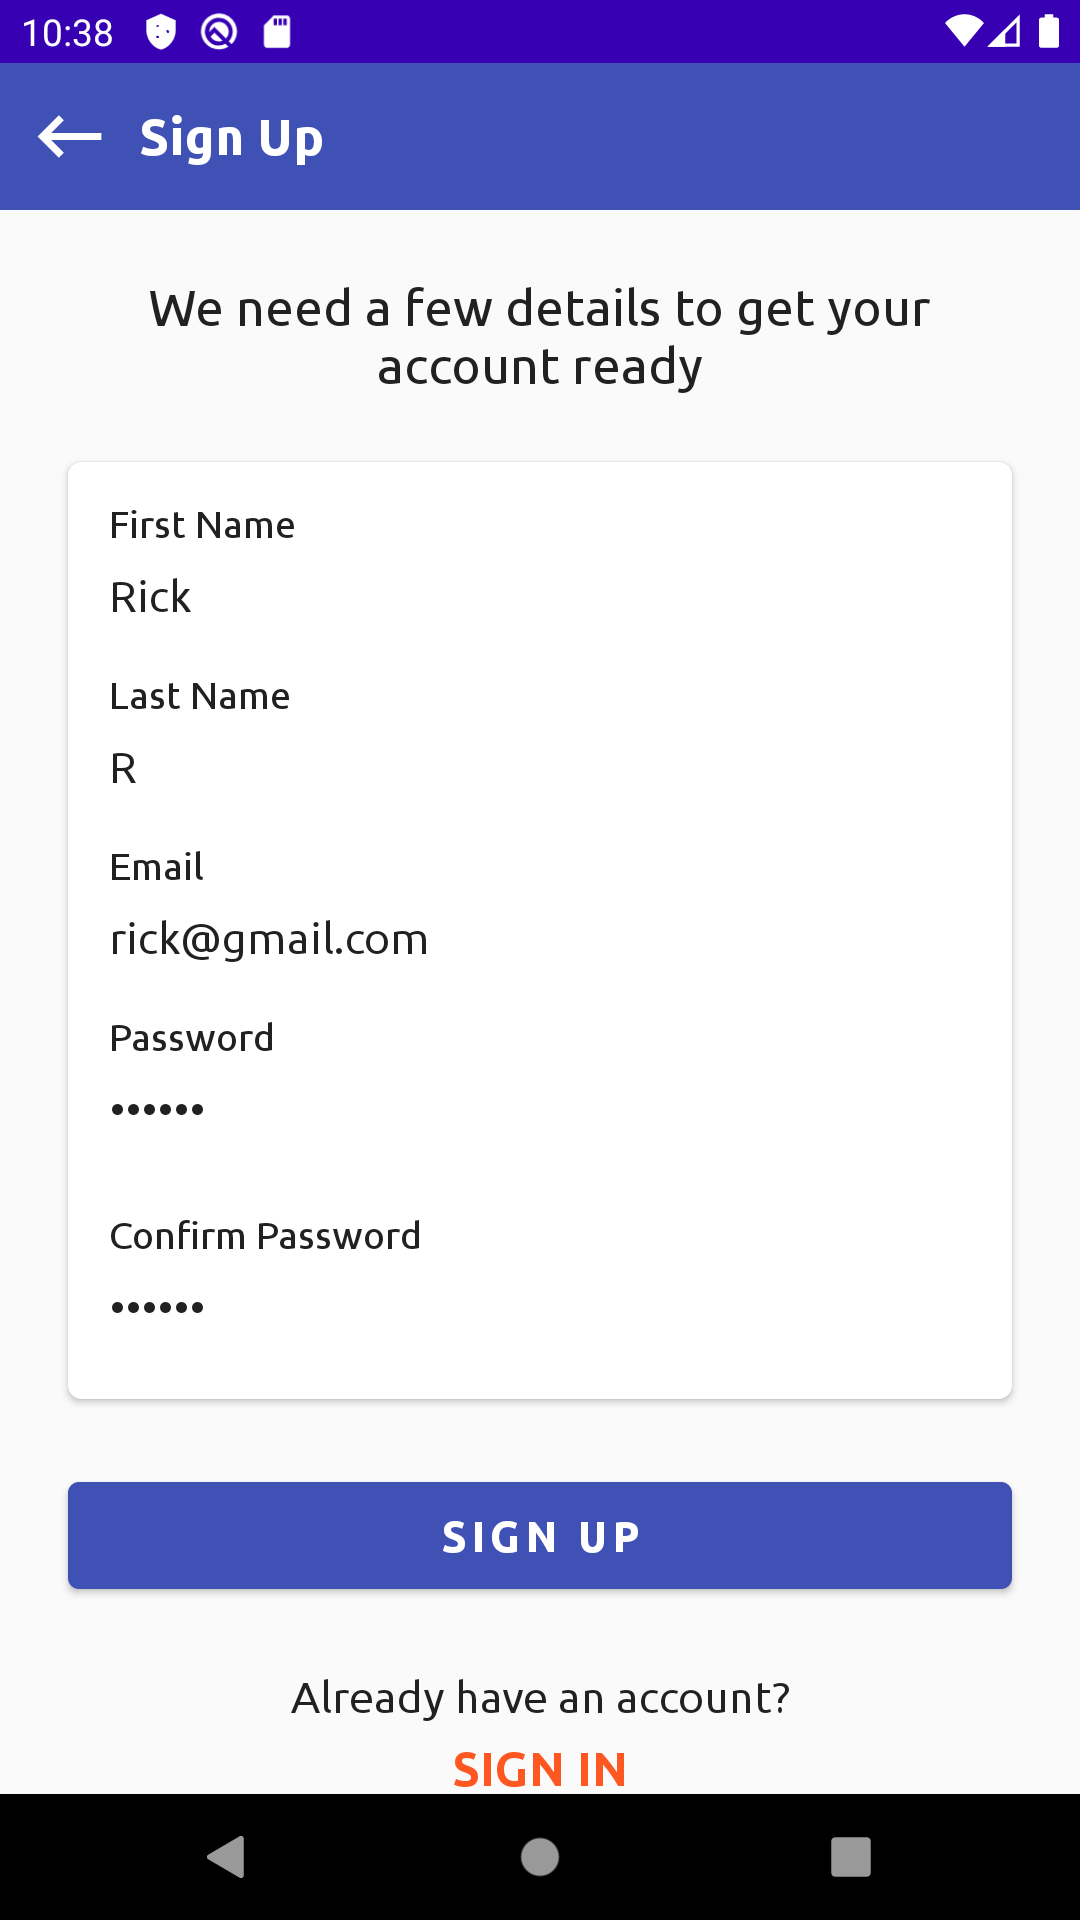 10:38
Sign Up
We need a few details to get your
account ready
First Name
Rick
Last Name
R
Email
rick@gmail.com
Password
••••••
Confirm Password
••••••
SIGN UP
Already have an account?
SIGN IN